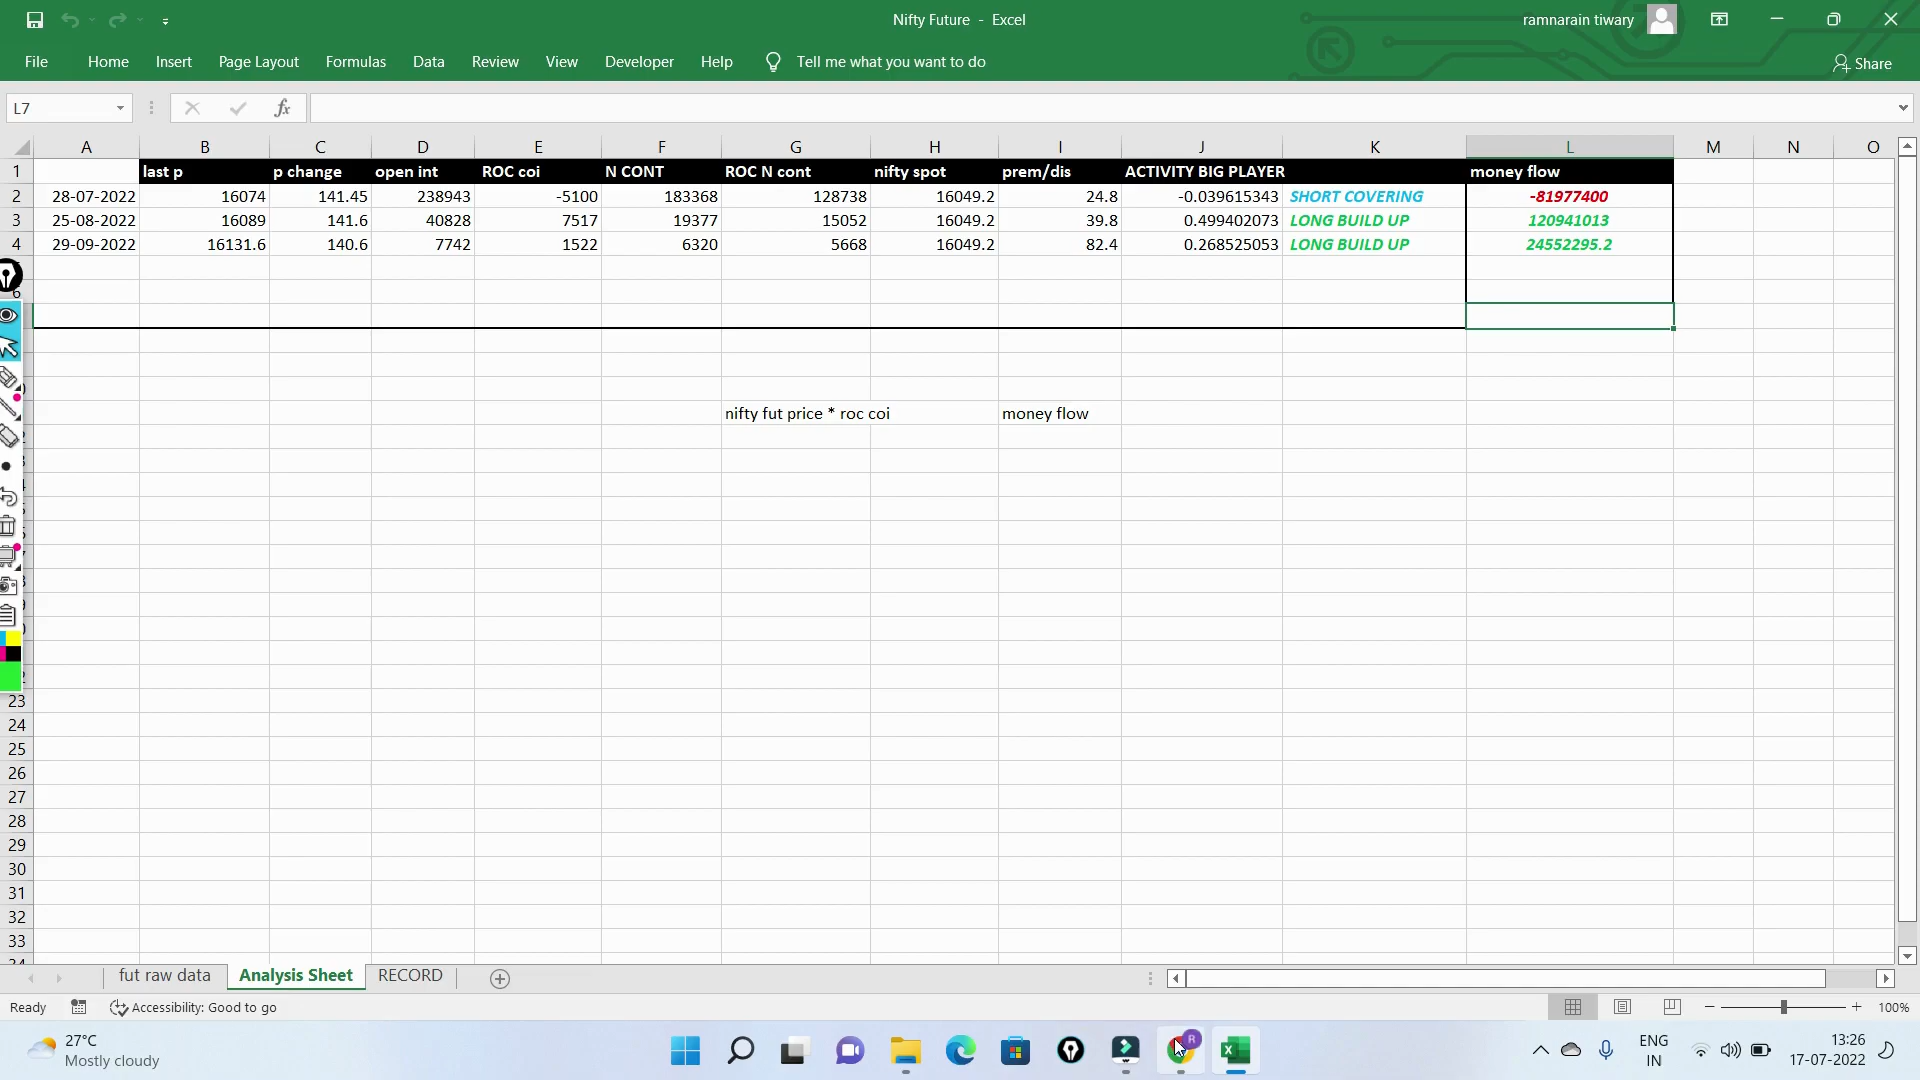 Nifty Future - Excel
ramnarain tiwary
File Home Insert Page Layout Formulas Data Review View Developer Help Tell me what you want to do
Share
L7
fx
A B C D E F G H I J K L M N O
1 last p p change open int ROC coi N CONT ROC N cont nifty spot prem/dis ACTIVITY BIG PLAYER money flow
2 28-07-2022 16074 141.45 238943 -5100 183368 128738 16049.2 24.8 -0.039615343 SHORT COVERING -81977400
3 25-08-2022 16089 141.6 40828 7517 19377 15052 16049.2 39.8 0.499402073 LONG BUILD UP 120941013
4 29-09-2022 16131.6 140.6 7742 1522 6320 5668 16049.2 82.4 0.268525053 LONG BUILD UP 24552295.2
6
nifty fut price * roc coi money flow
23
24
25
26
27
28
29
30
31
32
33
fut raw data Analysis Sheet RECORD
Ready Accessibility: Good to go 100%
27°C
Mostly cloudy
R
ENG
IN
13:26
17-07-2022